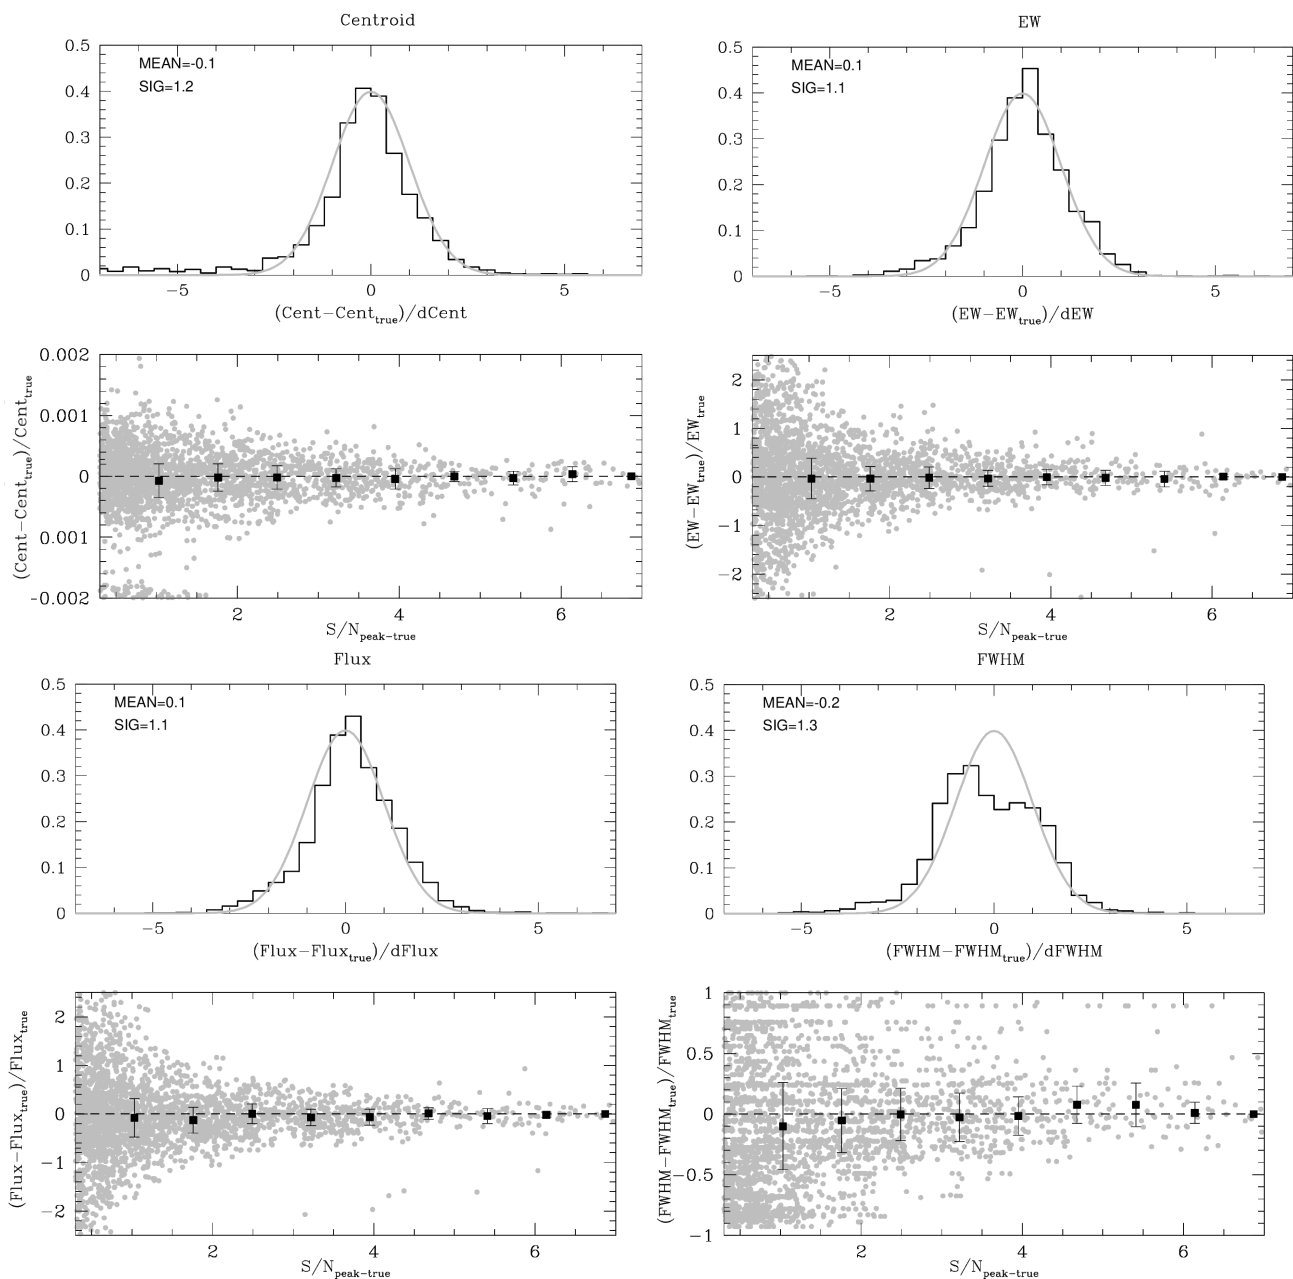 Centroid
0.5
0.4
0.3
0.2
0.1
0
MEAN=-0.1
SIG=1.2
−5
0
5
(Cent−Cent_true)/dCent
EW
0.5
0.4
0.3
0.2
0.1
0
MEAN=0.1
SIG=1.1
−5
0
5
(EW−EW_true)/dEW
0.002
0.001
0
0.001
-0.002
(Cent−Cent_true)/Cent_true
2
4
6
S/N_peak−true
2
1
0
−1
−2
(EW−EW_true)/EW_true
2
4
6
S/N_peak−true
Flux
0.5
0.4
0.3
0.2
0.1
0
MEAN=0.1
SIG=1.1
−5
0
5
(Flux−Flux_true)/dFlux
FWHM
0.5
0.4
0.3
0.2
0.1
0
MEAN=-0.2
SIG=1.3
−5
0
5
(FWHM−FWHM_true)/dFWHM
2
1
0
−1
−2
(Flux−Flux_true)/Flux_true
2
4
6
S/N_peak−true
1
0.5
0
−0.5
−1
(FWHM−FWHM_true)/FWHM_true
2
4
6
S/N_peak−true